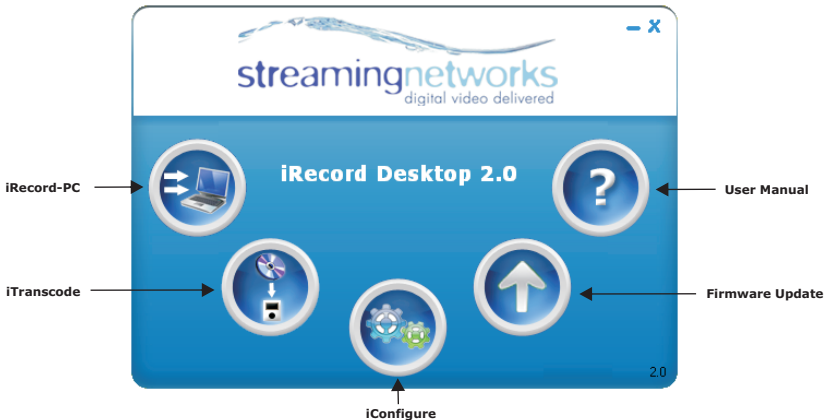 streamingnetworks
digital video delivered
iRecord Desktop 2.0
iRecord-PC
User Manual
iTranscode
Firmware Update
2.0
iConfigure